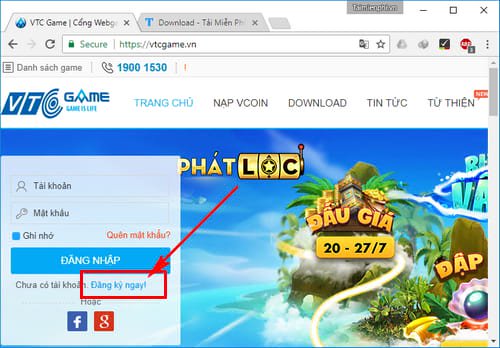 Taimienphi.vn
VTC Game | Cổng Webga
Download - Tải Miễn Phí
Secure
https://vtcgame.vn
Danh sách game
1900 1530
!
VTC GAME
GAME IS LIFE
TRANG CHỦ
NẠP VCOIN
DOWNLOAD
TIN TỨC
TỪ THIỆN
NEW
PHÁT LỘC
Tài khoản
Mật khẩu
Ghi nhớ
Quên mật khẩu?
ĐĂNG NHẬP
Chưa có tài khoản. Đăng ký ngay!
Hoặc
f
g
ĐẤU GIÁ
20 - 27/7
ĐẬP